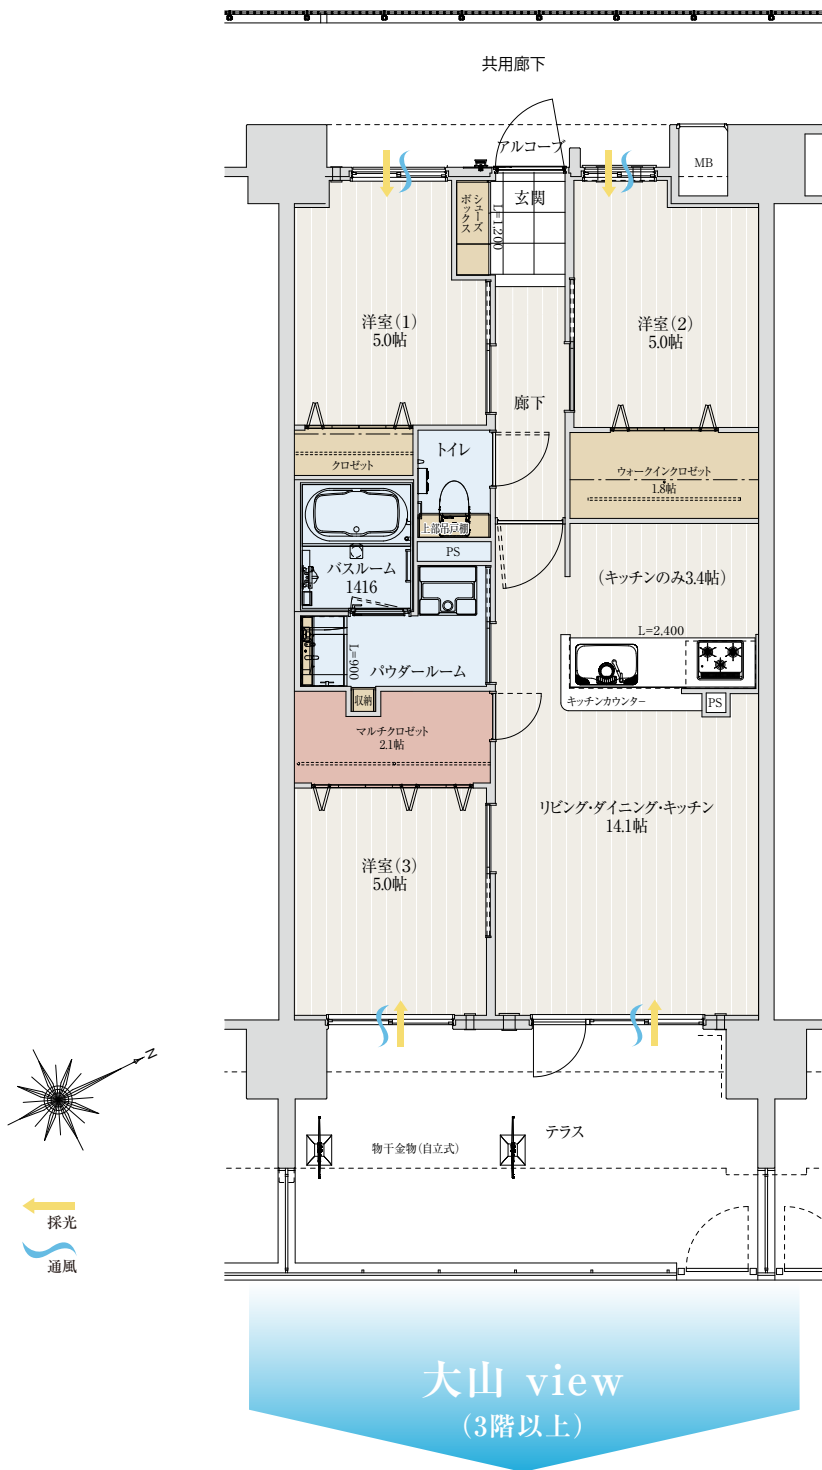 共用廊下
アルコーブ
MB
シューズ
ボックス
L=1,200
玄関
洋室(1)
5.0帖
洋室(2)
5.0帖
廊下
トイレ
クロゼット
ウォークインクロゼット
1.8帖
上部吊戸棚
PS
バスルーム
1416
(キッチンのみ3.4帖)
L=2,400
L=900
パウダールーム
収納
キッチンカウンター
PS
マルチクロゼット
2.1帖
リビング・ダイニング・キッチン
14.1帖
洋室(3)
5.0帖
N
テラス
物干金物(自立式)
採光
通風
大山 view
(3階以上)